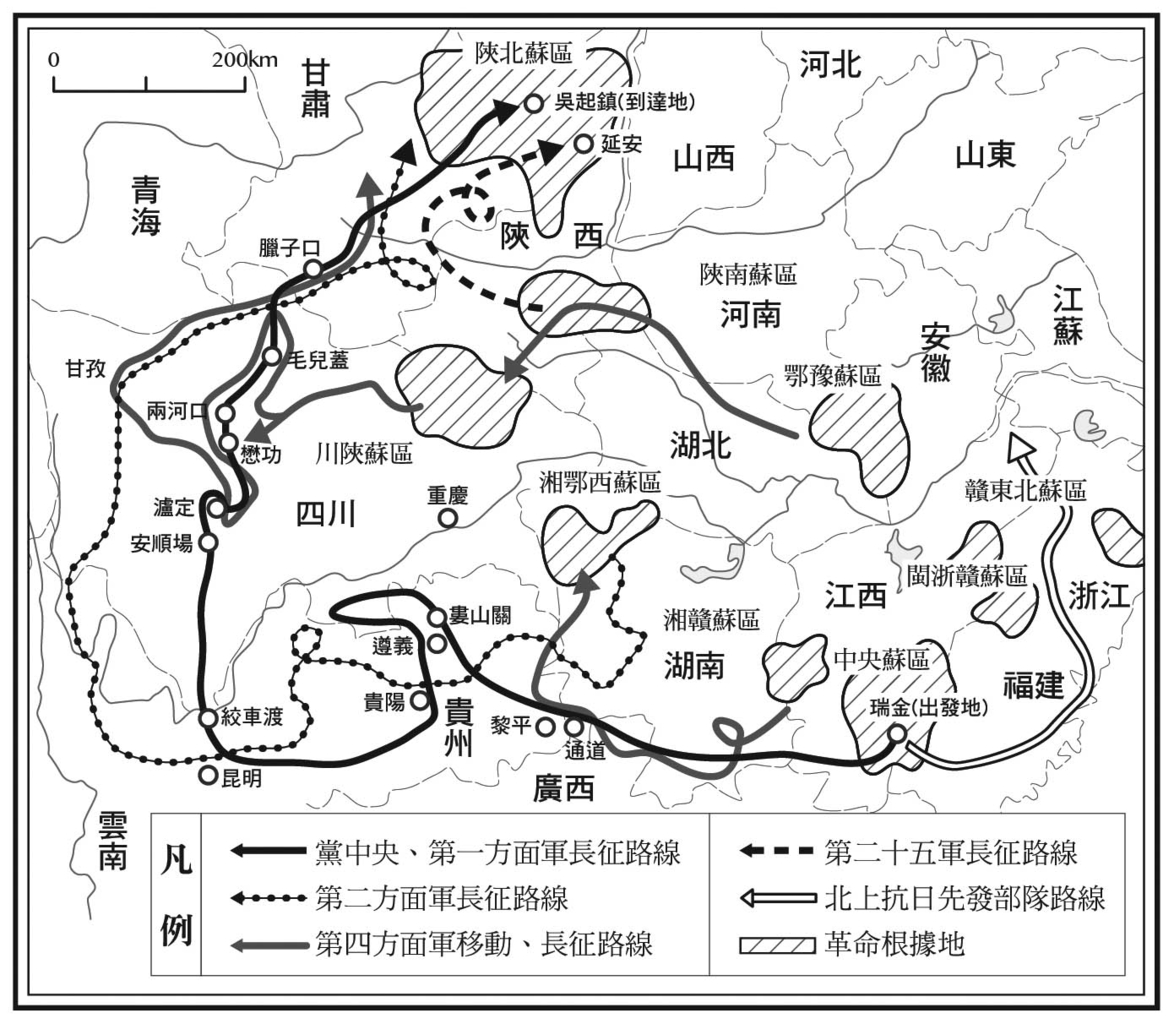 0
200km
甘肅
陝北蘇區
河北
吳起鎮(到達地)
延安
山西
山東
青海
陝西
臘子口
陝南蘇區
河南
江蘇
安徽
毛兒蓋
甘孜
鄂豫蘇區
兩河口
懋功
川陝蘇區
湖北
湘鄂西蘇區
贛東北蘇區
重慶
瀘定
四川
安順場
閩浙贛蘇區
江西
浙江
婁山關
湘贛蘇區
遵義
湖南
中央蘇區
福建
貴陽
瑞金(出發地)
貴州
絞車渡
黎平
通道
昆明
廣西
雲南
凡例
黨中央、第一方面軍長征路線
第二方面軍長征路線
第四方面軍移動、長征路線
第二十五軍長征路線
北上抗日先發部隊路線
革命根據地